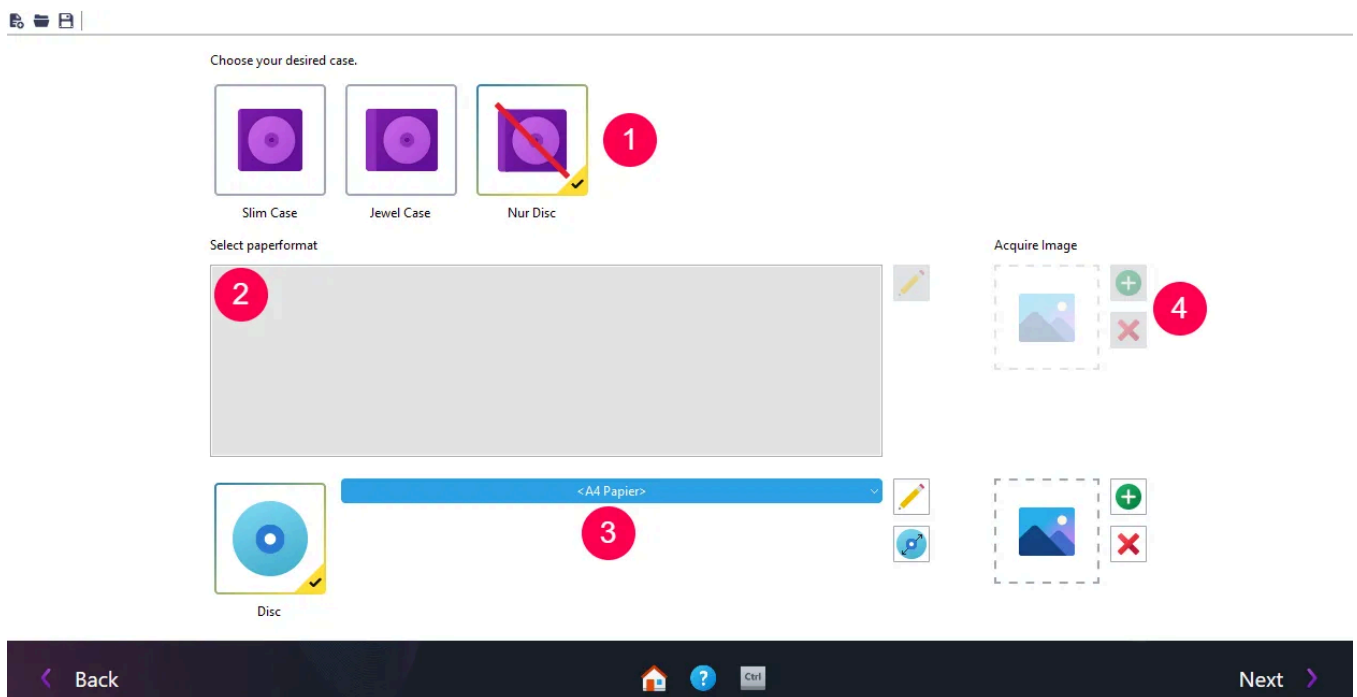 Choose your desired case.
1
Slim Case
Jewel Case
Nur Disc
Select paperformat
Acquire Image
2
4
<A4 Papier>
3
Disc
Back
?
Ctrl
Next